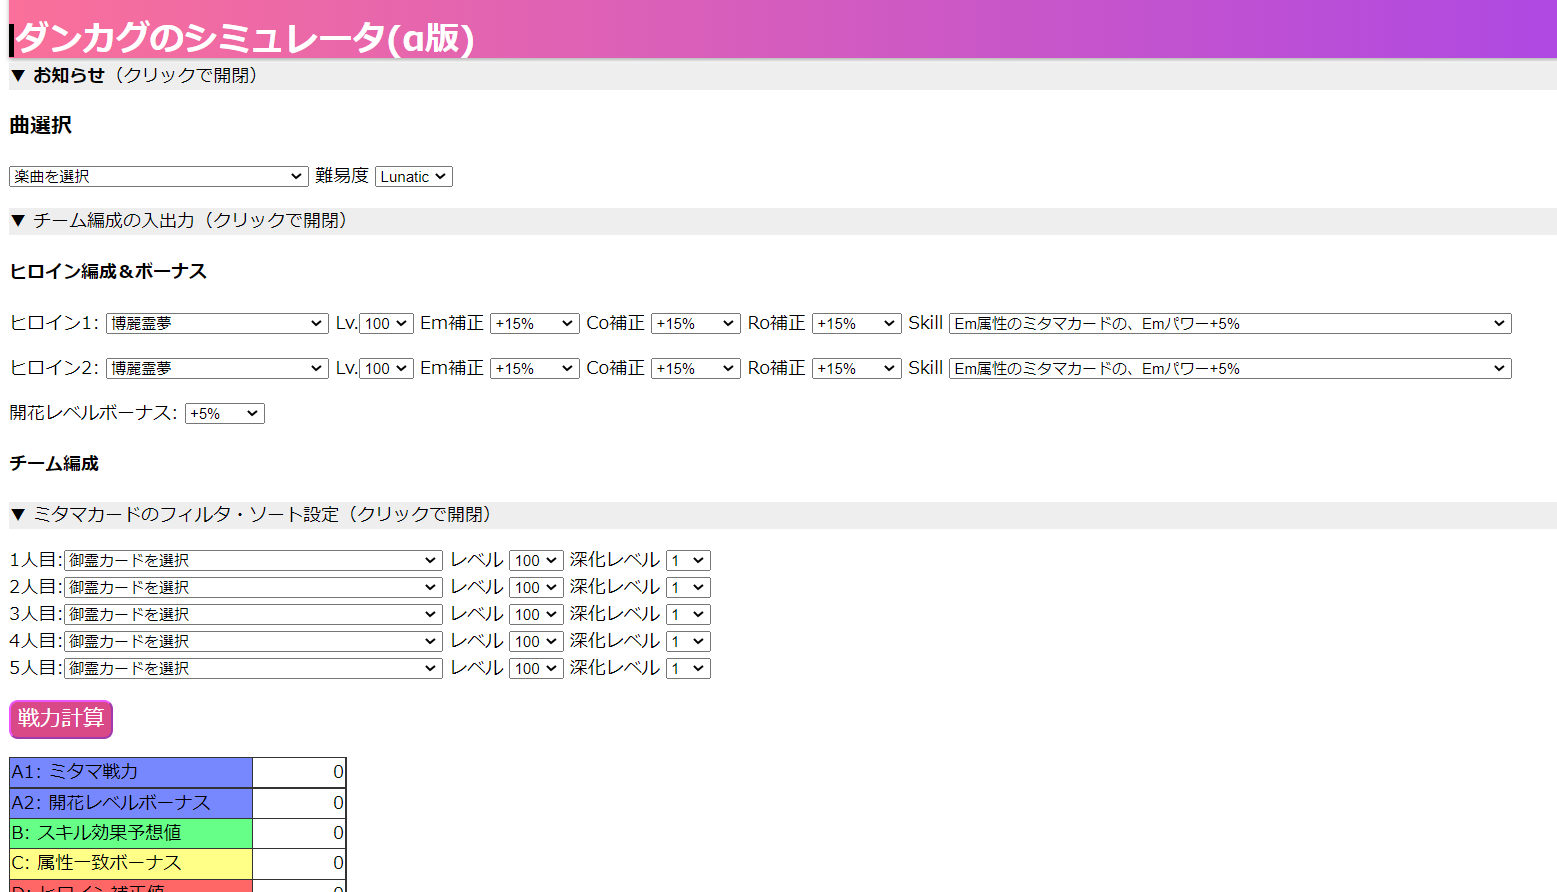 ダンカグのシミュレータ(α版)
▼ お知らせ（クリックで開閉）
曲選択
楽曲を選択 難易度 Lunatic
▼ チーム編成の入出力（クリックで開閉）
ヒロイン編成＆ボーナス
ヒロイン1: 博麗霊夢 Lv. 100 Em補正 +15% Co補正 +15% Ro補正 +15% Skill Em属性のミタマカードの、Emパワー+5%
ヒロイン2: 博麗霊夢 Lv. 100 Em補正 +15% Co補正 +15% Ro補正 +15% Skill Em属性のミタマカードの、Emパワー+5%
開花レベルボーナス: +5%
チーム編成
▼ ミタマカードのフィルタ・ソート設定（クリックで開閉）
1人目: 御霊カードを選択 レベル 100 深化レベル 1
2人目: 御霊カードを選択 レベル 100 深化レベル 1
3人目: 御霊カードを選択 レベル 100 深化レベル 1
4人目: 御霊カードを選択 レベル 100 深化レベル 1
5人目: 御霊カードを選択 レベル 100 深化レベル 1
戦力計算
A1: ミタマ戦力 0
A2: 開花レベルボーナス 0
B: スキル効果予想値 0
C: 属性一致ボーナス 0
D: ヒロイン補正値 0